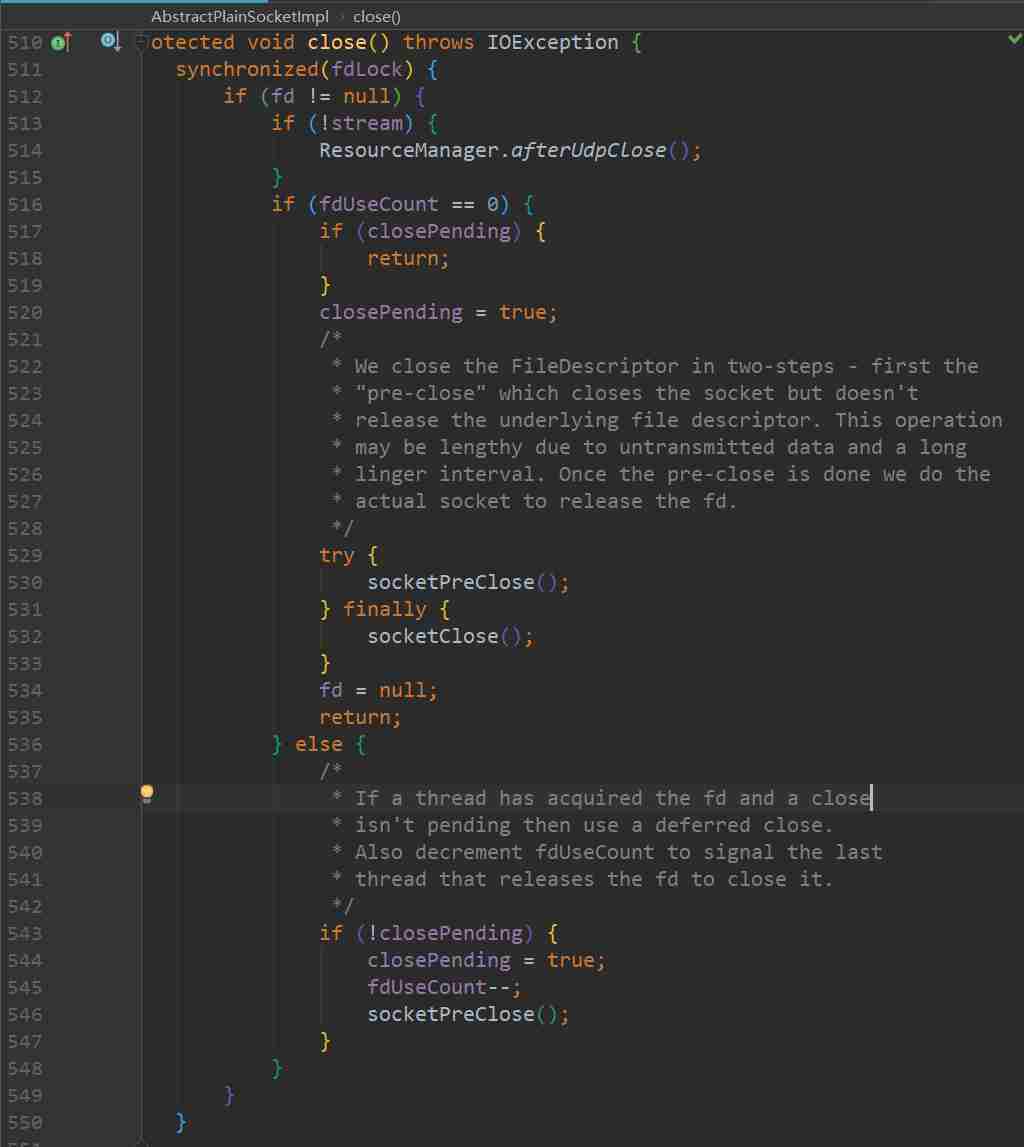 AbstractPlainSocketImpl › close()
510 otected void close() throws IOException {
511 synchronized(fdLock) {
512 if (fd != null) {
513 if (!stream) {
514 ResourceManager.afterUdpClose();
515 }
516 if (fdUseCount == 0) {
517 if (closePending) {
518 return;
519 }
520 closePending = true;
521 /*
522 * We close the FileDescriptor in two-steps - first the
523 * "pre-close" which closes the socket but doesn't
524 * release the underlying file descriptor. This operation
525 * may be lengthy due to untransmitted data and a long
526 * linger interval. Once the pre-close is done we do the
527 * actual socket to release the fd.
528 */
529 try {
530 socketPreClose();
531 } finally {
532 socketClose();
533 }
534 fd = null;
535 return;
536 } else {
537 /*
538 * If a thread has acquired the fd and a close
539 * isn't pending then use a deferred close.
540 * Also decrement fdUseCount to signal the last
541 * thread that releases the fd to close it.
542 */
543 if (!closePending) {
544 closePending = true;
545 fdUseCount--;
546 socketPreClose();
547 }
548 }
549 }
550 }